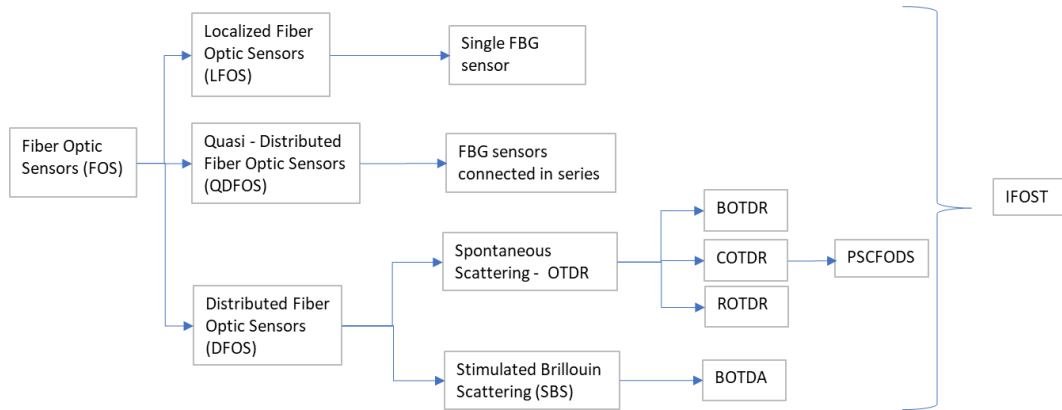 Localized Fiber
Optic Sensors
(LFOS)
Single FBG
sensor
Fiber Optic
Sensors (FOS)
Quasi - Distributed
Fiber Optic Sensors
(QDFOS)
FBG sensors
connected in series
IFOST
BOTDR
Spontaneous
Scattering - OTDR
COTDR
PSCFODS
ROTDR
Distributed Fiber
Optic Sensors
(DFOS)
Stimulated Brillouin
Scattering (SBS)
BOTDA